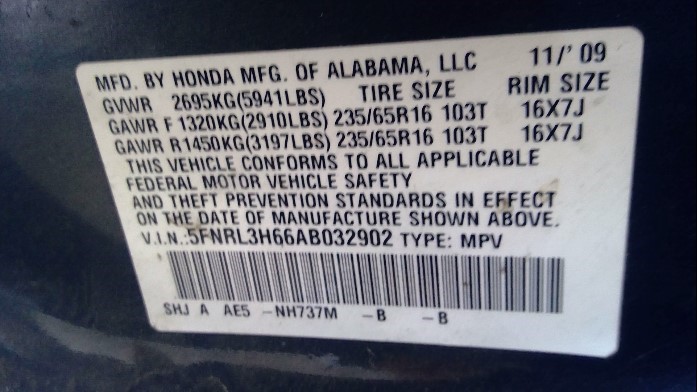 MFD. BY HONDA MFG. OF ALABAMA, LLC 11/' 09
GVWR 2695KG(5941LBS) TIRE SIZE RIM SIZE
GAWR F 1320KG(2910LBS) 235/65R16 103T 16X7J
GAWR R1450KG(3197LBS) 235/65R16 103T 16X7J
THIS VEHICLE CONFORMS TO ALL APPLICABLE
FEDERAL MOTOR VEHICLE SAFETY
AND THEFT PREVENTION STANDARDS IN EFFECT
ON THE DATE OF MANUFACTURE SHOWN ABOVE.
V.I.N.:5FNRL3H66AB032902 TYPE: MPV
SHJ A AE5 -NH737M -B -B